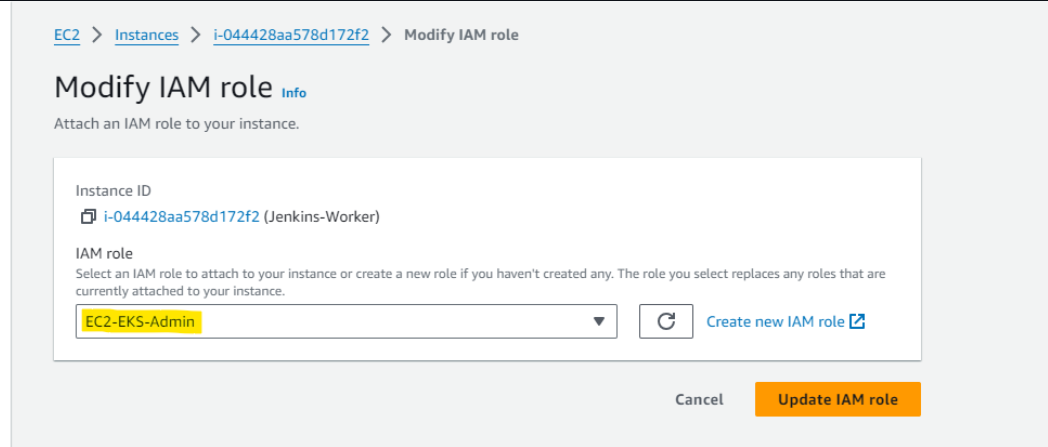 EC2 > Instances > i-044428aa578d172f2 > Modify IAM role
Modify IAM role Info
Attach an IAM role to your instance.
Instance ID
i-044428aa578d172f2 (Jenkins-Worker)
IAM role
Select an IAM role to attach to your instance or create a new role if you haven't created any. The role you select replaces any roles that are
currently attached to your instance.
EC2-EKS-Admin
Create new IAM role
Cancel
Update IAM role